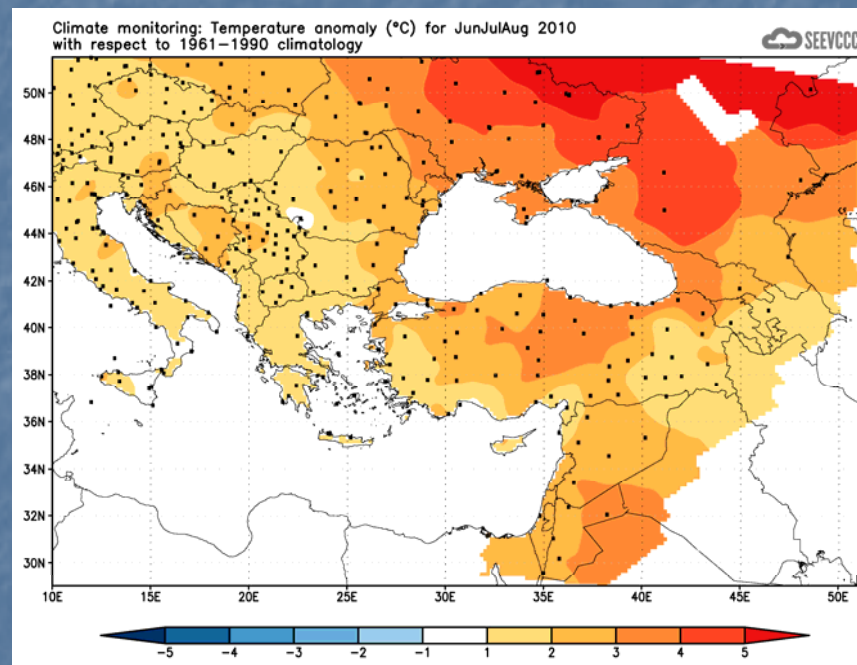 Climate monitoring: Temperature anomaly (°C) for JunJulAug 2010
with respect to 1961–1990 climatology
SEEVCCC
50N
48N
46N
44N
42N
40N
38N
36N
34N
32N
30N
10E 15E 20E 25E 30E 35E 40E 45E 50E
-5 -4 -3 -2 -1 1 2 3 4 5